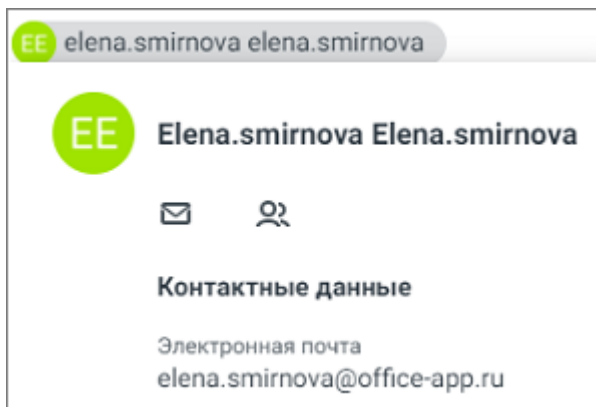 EE elena.smirnova elena.smirnova
EE Elena.smirnova Elena.smirnova
Контактные данные
Электронная почта
elena.smirnova@office-app.ru